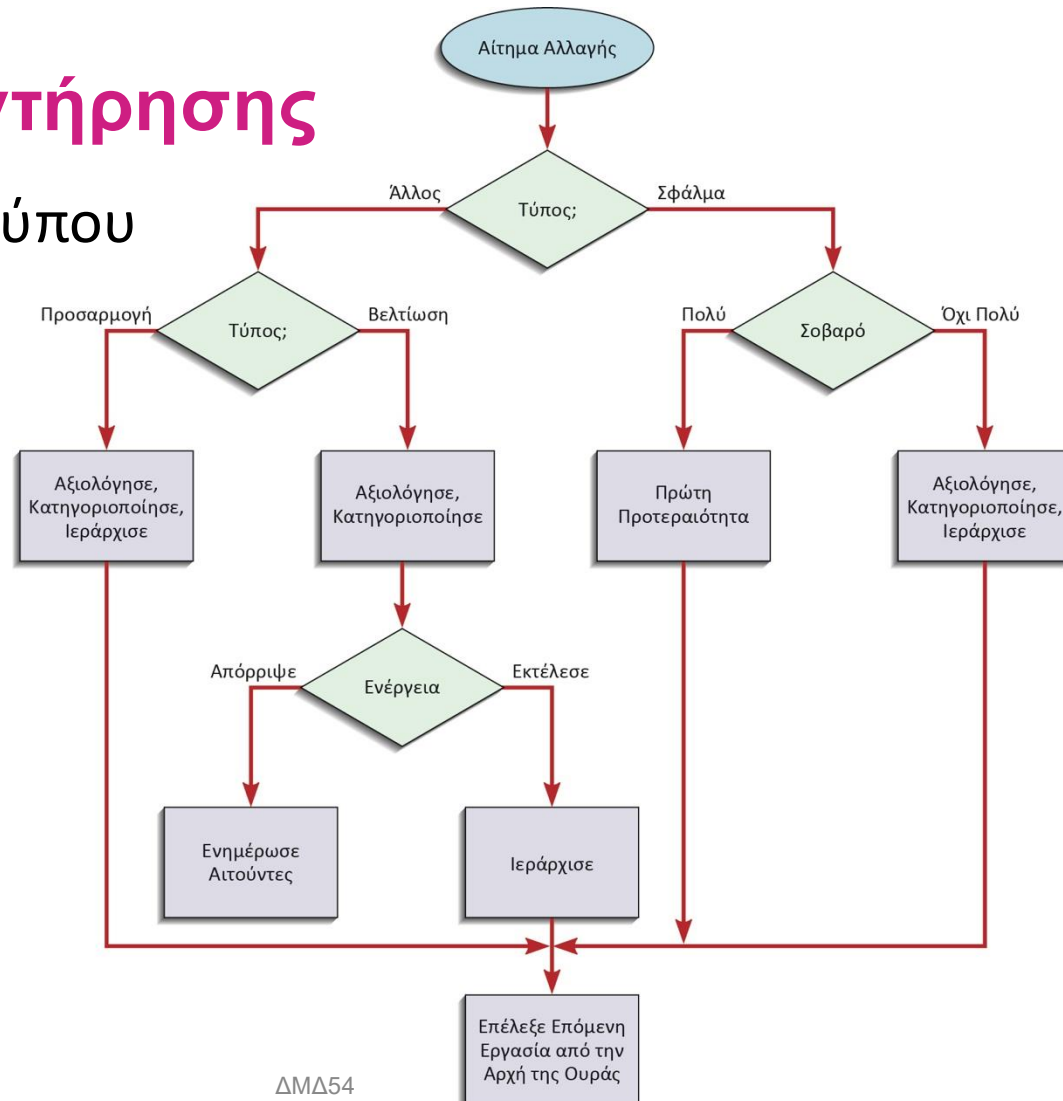 Αίτημα Αλλαγής
ντήρησης
ύπου
Άλλος
Τύπος;
Σφάλμα
Προσαρμογή
Τύπος;
Βελτίωση
Πολύ
Σοβαρό
Όχι Πολύ
Αξιολόγησε,
Κατηγοριοποίησε,
Ιεράρχισε
Αξιολόγησε,
Κατηγοριοποίησε
Πρώτη
Προτεραιότητα
Αξιολόγησε,
Κατηγοριοποίησε,
Ιεράρχισε
Απόρριψε
Ενέργεια
Εκτέλεσε
Ενημέρωσε
Αιτούντες
Ιεράρχισε
Επέλεξε Επόμενη
Εργασία από την
Αρχή της Ουράς
ΔΜΔ54